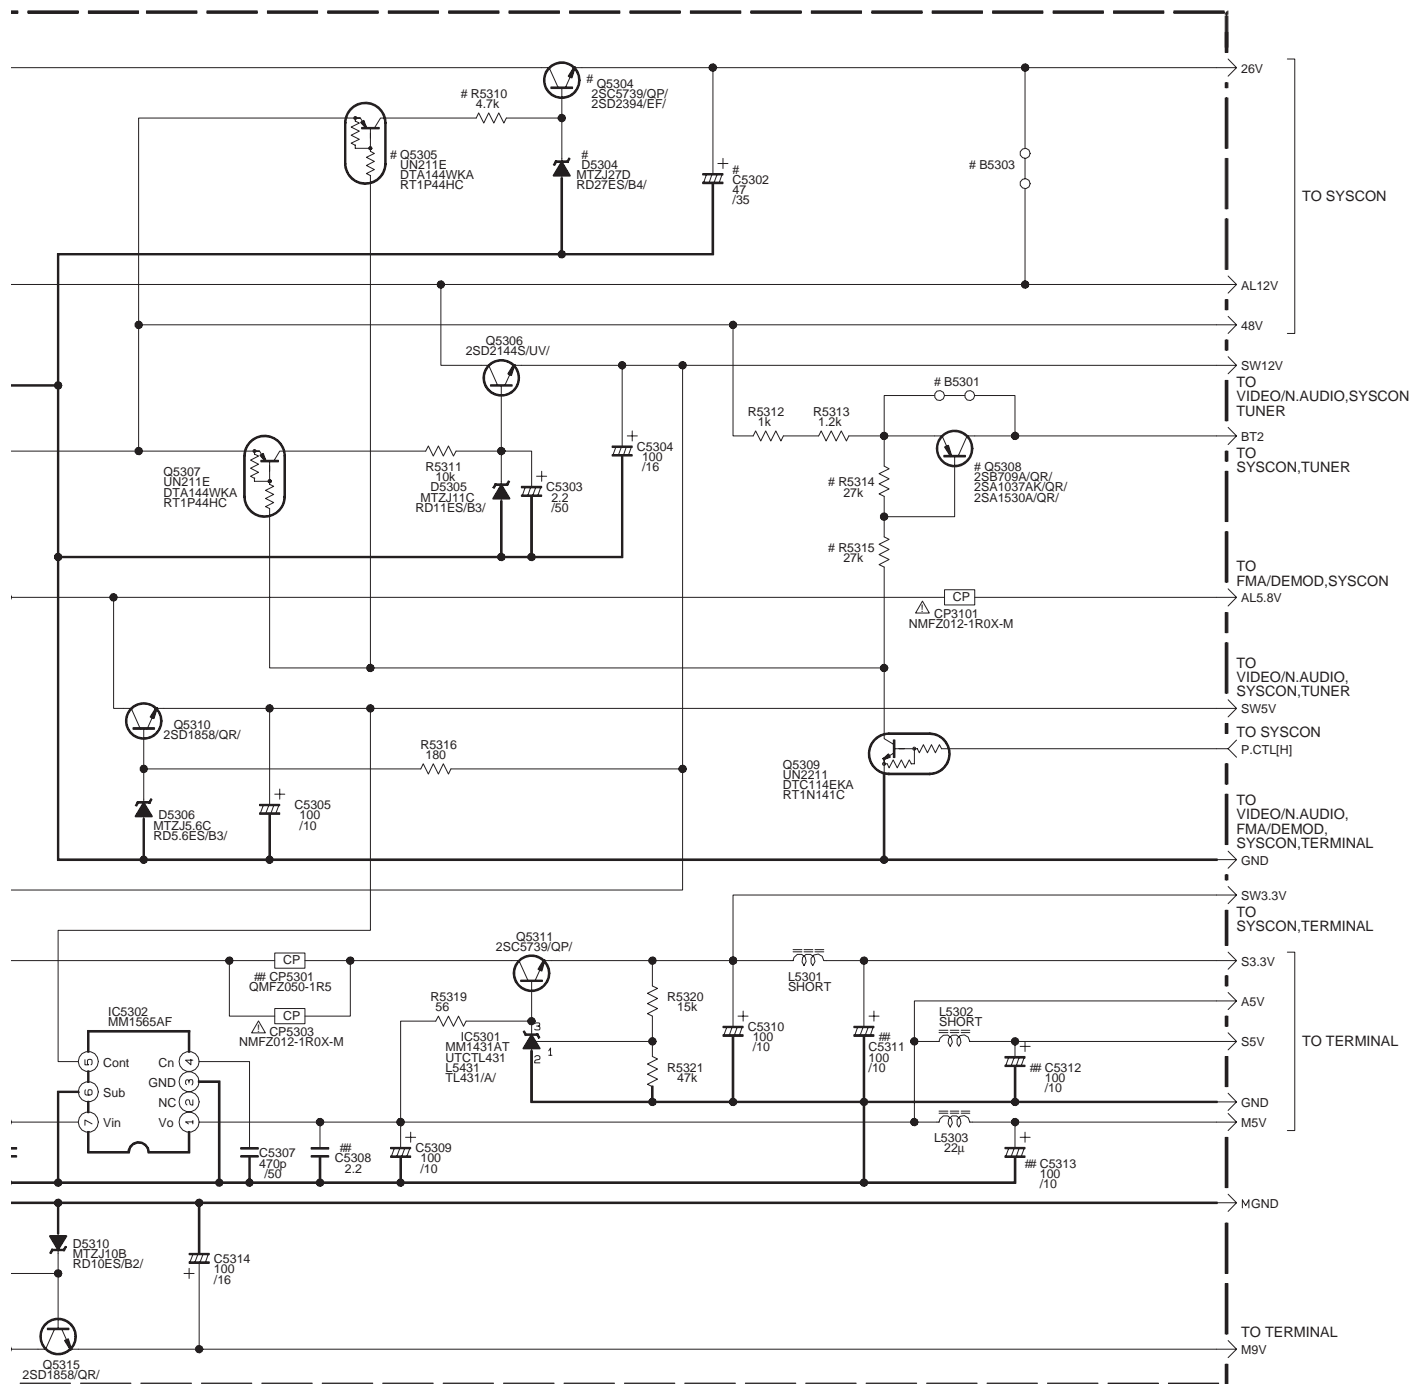 26V
# Q5304
2SC5739/QP/
2SD2394/EF/
# R5310
4.7k
# Q5305
UN211E
DTA144WKA
RT1P44HC
#
D5304
MTZJ27D
RD27ES/B4/
+
#
C5302
47
/35
# B5303
TO SYSCON
AL12V
48V
Q5306
2SD2144S/UV/
SW12V
TO
VIDEO/N.AUDIO,SYSCON
TUNER
# B5301
R5312
1k
R5313
1.2k
BT2
TO
SYSCON,TUNER
+
C5304
100
/16
Q5307
UN211E
DTA144WKA
RT1P44HC
R5311
10k
D5305
MTZJ11C
RD11ES/B3/
+
C5303
2.2
/50
# R5314
27k
# Q5308
2SB709A/QR/
2SA1037AK/QR/
2SA1530A/QR/
# R5315
27k
TO
FMA/DEMOD,SYSCON
AL5.8V
CP
⚠ CP3101
NMFZ012-1R0X-M
TO
VIDEO/N.AUDIO,
SYSCON,TUNER
SW5V
Q5310
2SD1858/QR/
R5316
180
TO SYSCON
P.CTL[H]
Q5309
UN2211
DTC114EKA
RT1N141C
D5306
MTZJ5.6C
RD5.6ES/B3/
+
C5305
100
/10
TO
VIDEO/N.AUDIO,
FMA/DEMOD,
SYSCON,TERMINAL
GND
SW3.3V
TO
SYSCON,TERMINAL
Q5311
2SC5739/QP/
CP
## CP5301
QMFZ050-1R5
L5301
SHORT
S3.3V
CP
⚠ CP5303
NMFZ012-1R0X-M
R5319
56
R5320
15k
A5V
IC5302
MM1565AF
3
IC5301
MM1431AT
UTCTL431
L5431
TL431/A/
1
2
+
C5310
100
/10
+
##
C5311
100
/10
L5302
SHORT
S5V
TO TERMINAL
5 Cont
Cn 4
GND 3
6 Sub
NC 2
7 Vin
Vo 1
R5321
47k
+
## C5312
100
/10
GND
M5V
C5307
470p
/50
##
C5308
2.2
+
C5309
100
/10
L5303
22µ
+
## C5313
100
/10
MGND
D5310
MTZJ10B
RD10ES/B2/
C5314
100
/16
+
TO TERMINAL
M9V
Q5315
2SD1858/QR/